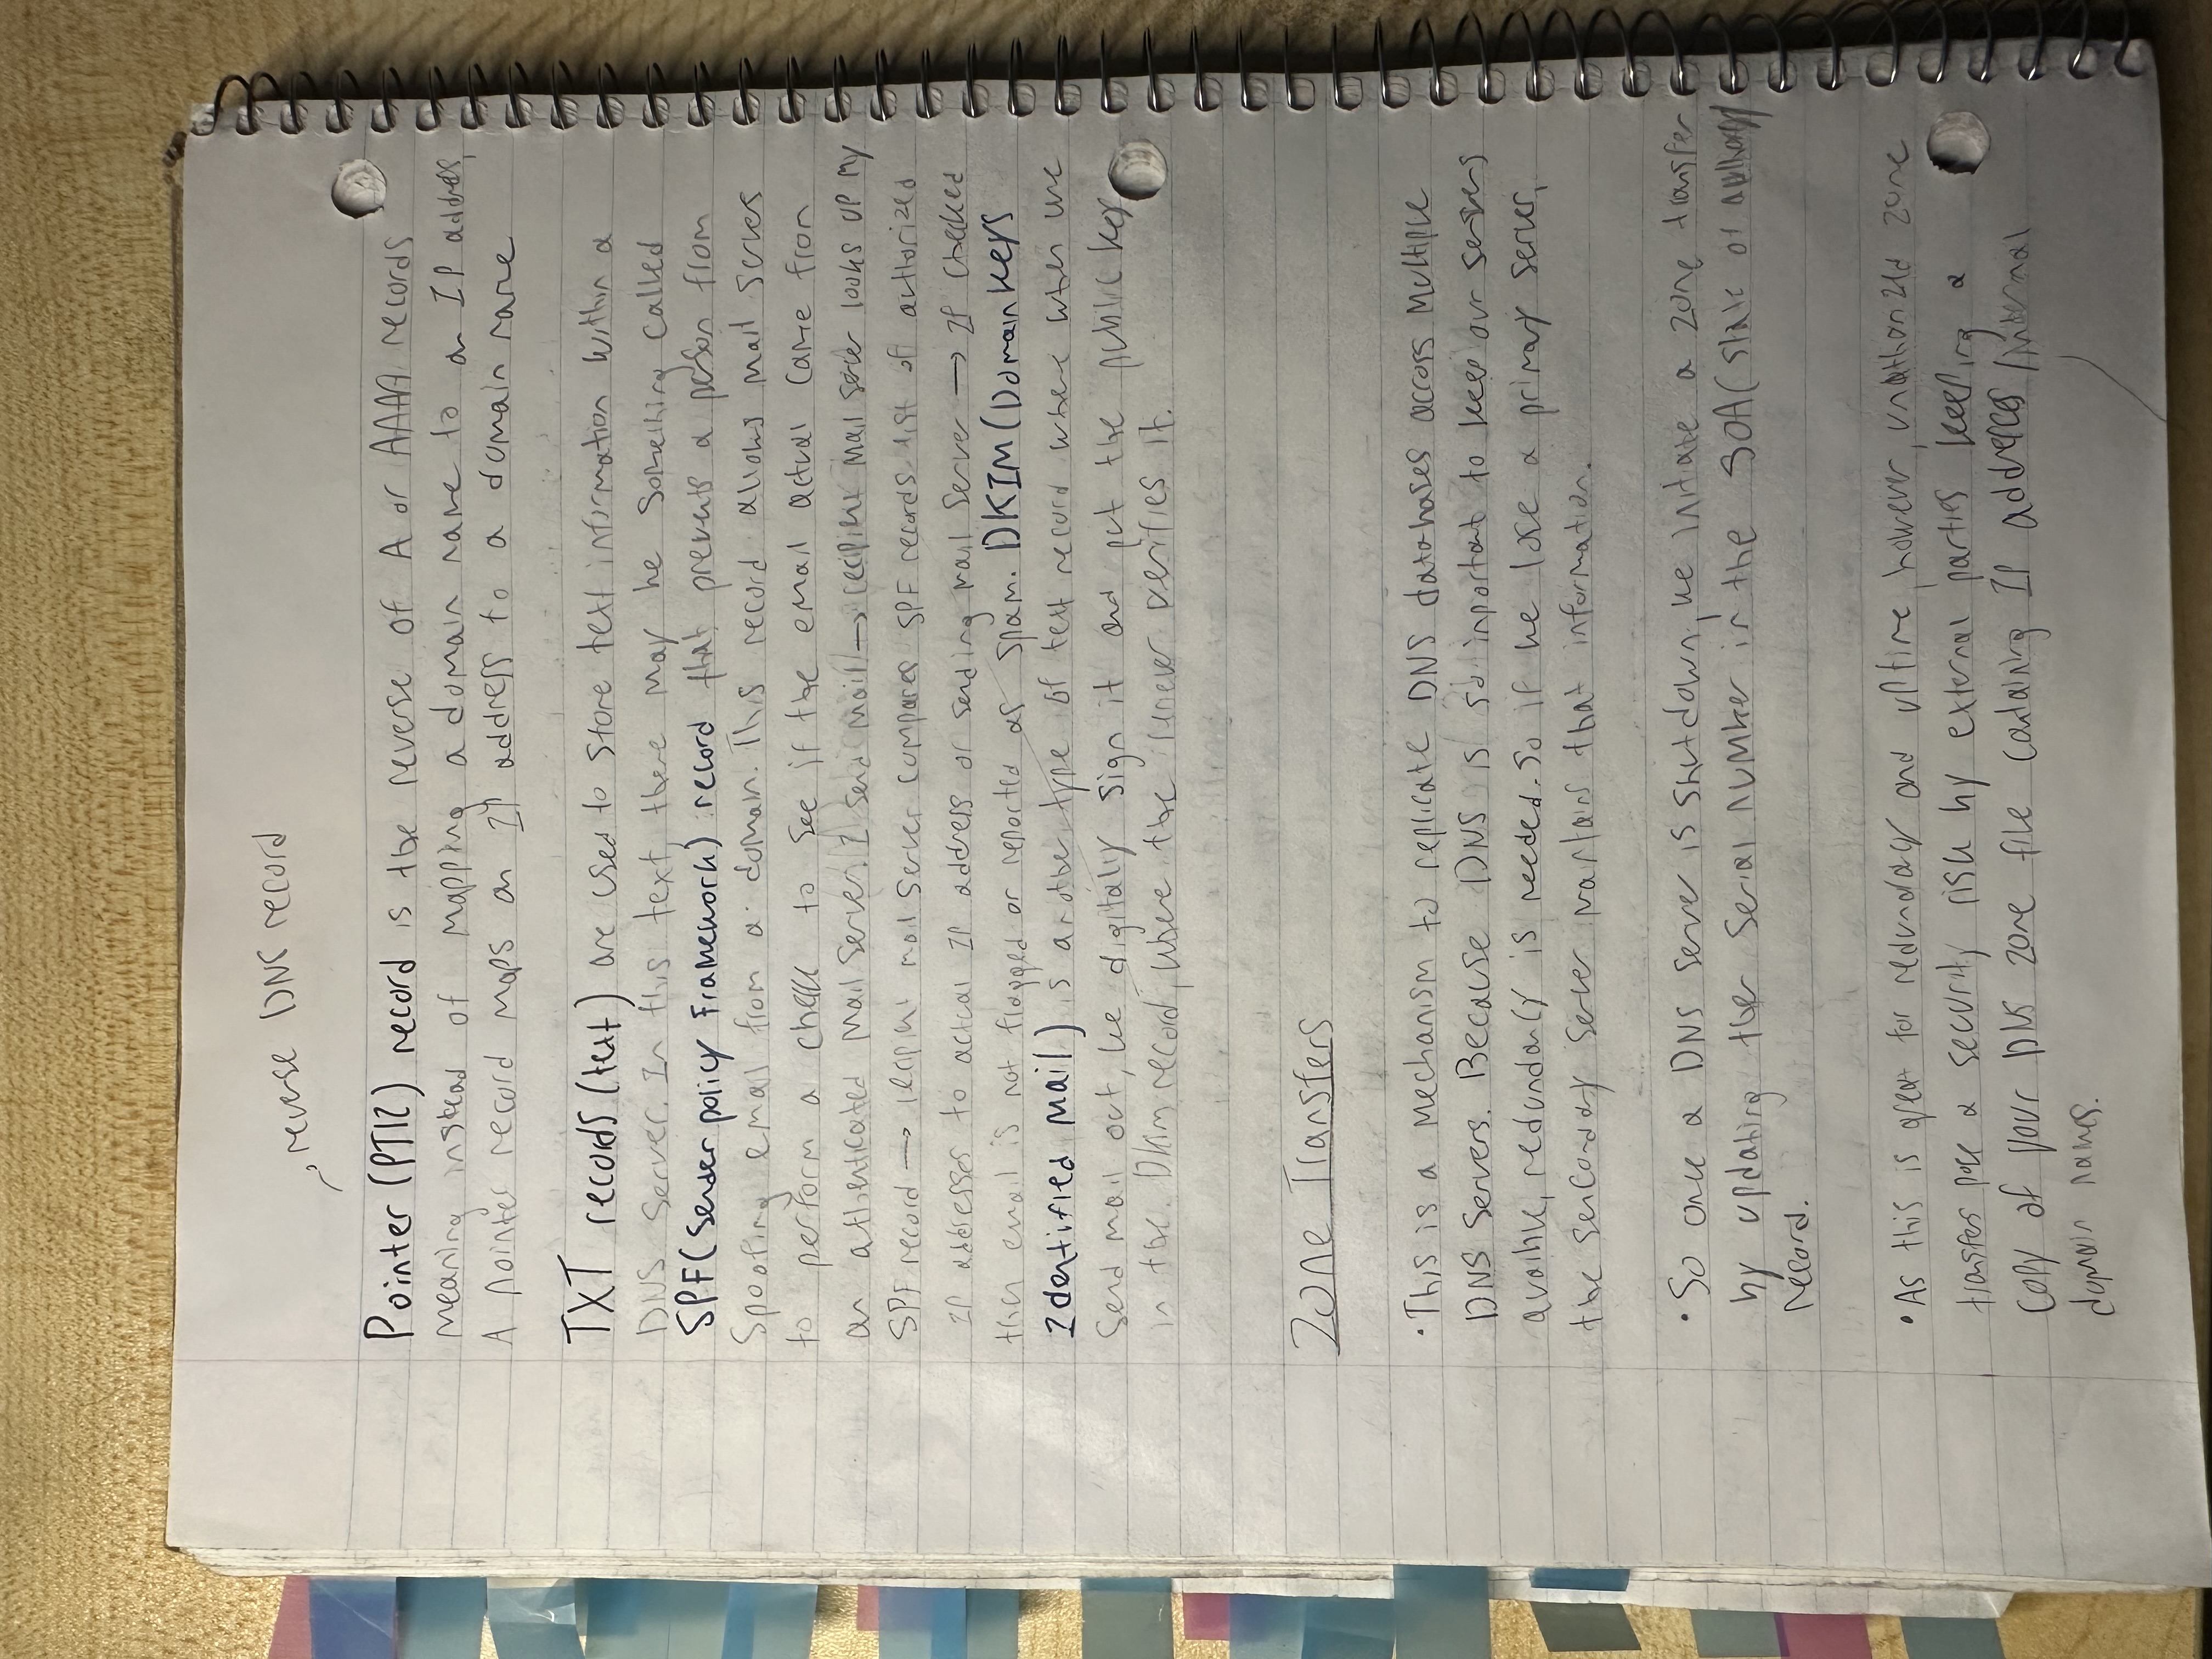 reverse DNS record
Pointer (PTR) record is the reverse of A or AAAA records
meaning instead of mapping a domain name to an IP address,
A Pointer record maps an IP address to a domain name
TXT records (text) are used to store text information within a
DNS server. In this text, there may be something called
SPF (Sender policy Framework) record that prevents a person from
Spoofing email from a domain. This record allows mail serves
to perform a check to see if the email actual came from
an athenticated Mail Server. I send mail → recipient mail server looks up my
SPF record → recipient mail server compares SPF records list of authorized
IP addresses to actual IP address of sending mail server → If checked
then email is not flagged or reported as spam. DKIM (Domain Keys
Identified Mail) is another type of text record where when we
send mail out, we digitally sign it and put the public key
in the Dkim record, where the verifies it.
Zone Transfers
• This is a mechanism to replicate DNS databases across multiple
DNS servers. Because DNS is so important to keep our servers
redundancy is needed. So if we lose a primary server,
the sencondary server maintains that information.
• So once a DNS server is shutdown, we initiate a zone transfer
by updating the serial number in the SOA (state of authority)
record.
• As this is great for redundacy and uptime, however, unathorized zone
transfers pose a security risk by external parties keeping a
copy of your DNS zone file containing IP addresses / internal
domain names.